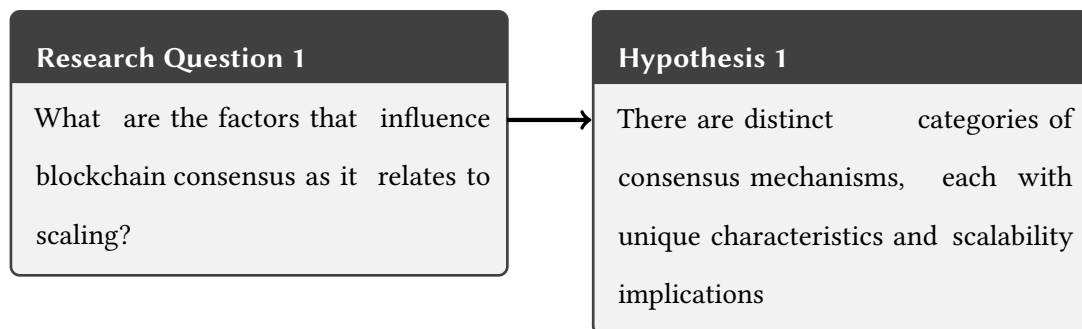 Research Question 1
What are the factors that influence
blockchain consensus as it relates to
scaling?
Hypothesis 1
There are distinct categories of
consensus mechanisms, each with
unique characteristics and scalability
implications